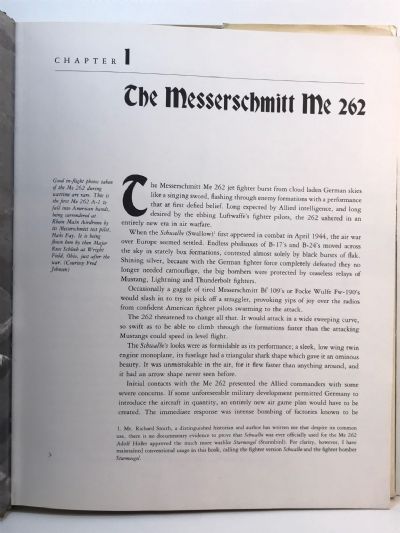 CHAPTER 1
The Messerschmitt Me 262
Good in-flight photos taken
of the Me 262 during
wartime are rare. This is
the first Me 262 A-1 to
fall into American hands,
being surrendered at
Rhein Main Airdrome by
its Messerschmitt test pilot,
Hans Fay. It is being
flown here by then Major
Russ Schleeh at Wright
Field, Ohio, just after the
war. (Courtesy Fred
Johnsen)
The Messerschmitt Me 262 jet fighter burst from cloud laden German skies
like a singing sword, flashing through enemy formations with a performance
that at first defied belief. Long expected by Allied intelligence, and long
desired by the ebbing Luftwaffe's fighter pilots, the 262 ushered in an
entirely new era in air warfare.
When the Schwalbe (Swallow)¹ first appeared in combat in April 1944, the air war
over Europe seemed settled. Endless phalanxes of B-17's and B-24's moved across
the sky in stately box formations, contested almost solely by black bursts of flak.
Shining silver, because with the German fighter force completely defeated they no
longer needed camouflage, the big bombers were protected by ceaseless relays of
Mustang, Lightning and Thunderbolt fighters.
Occasionally a gaggle of tired Messerschmitt Bf 109's or Focke Wulfe Fw-190's
would slash in to try to pick off a smuggler, provoking yips of joy over the radios
from confident American fighter pilots swarming to the attack.
The 262 threatened to change all that. It would attack in a wide sweeping curve,
so swift as to be able to climb through the formations faster than the attacking
Mustangs could speed in level flight.
The Schwalbe's looks were as formidable as its performance; a sleek, low wing twin
engine monoplane, its fuselage had a triangular shark shape which gave it an ominous
beauty. It was unmistakable in the air, for it flew faster than anything around, and
it had an arrow shape never seen before.
Initial contacts with the Me 262 presented the Allied commanders with some
severe concerns. If some unforeseeable military development permitted Germany to
introduce the aircraft in quantity, an entirely new air game plan would have to be
created. The immediate response was intense bombing of factories known to be
1. Mr. Richard Smith, a distinguished historian and author has written me that despite its common
use, there is no documentary evidence to prove that Schwalbe was ever officially used for the Me 262
Adolf Hitler approved the much more warlike Sturmvogel (Stormbird). For clarity, however, I have
maintained conventional usage in this book, calling the fighter version Schwalbe and the fighter bomber
Sturmvogel.